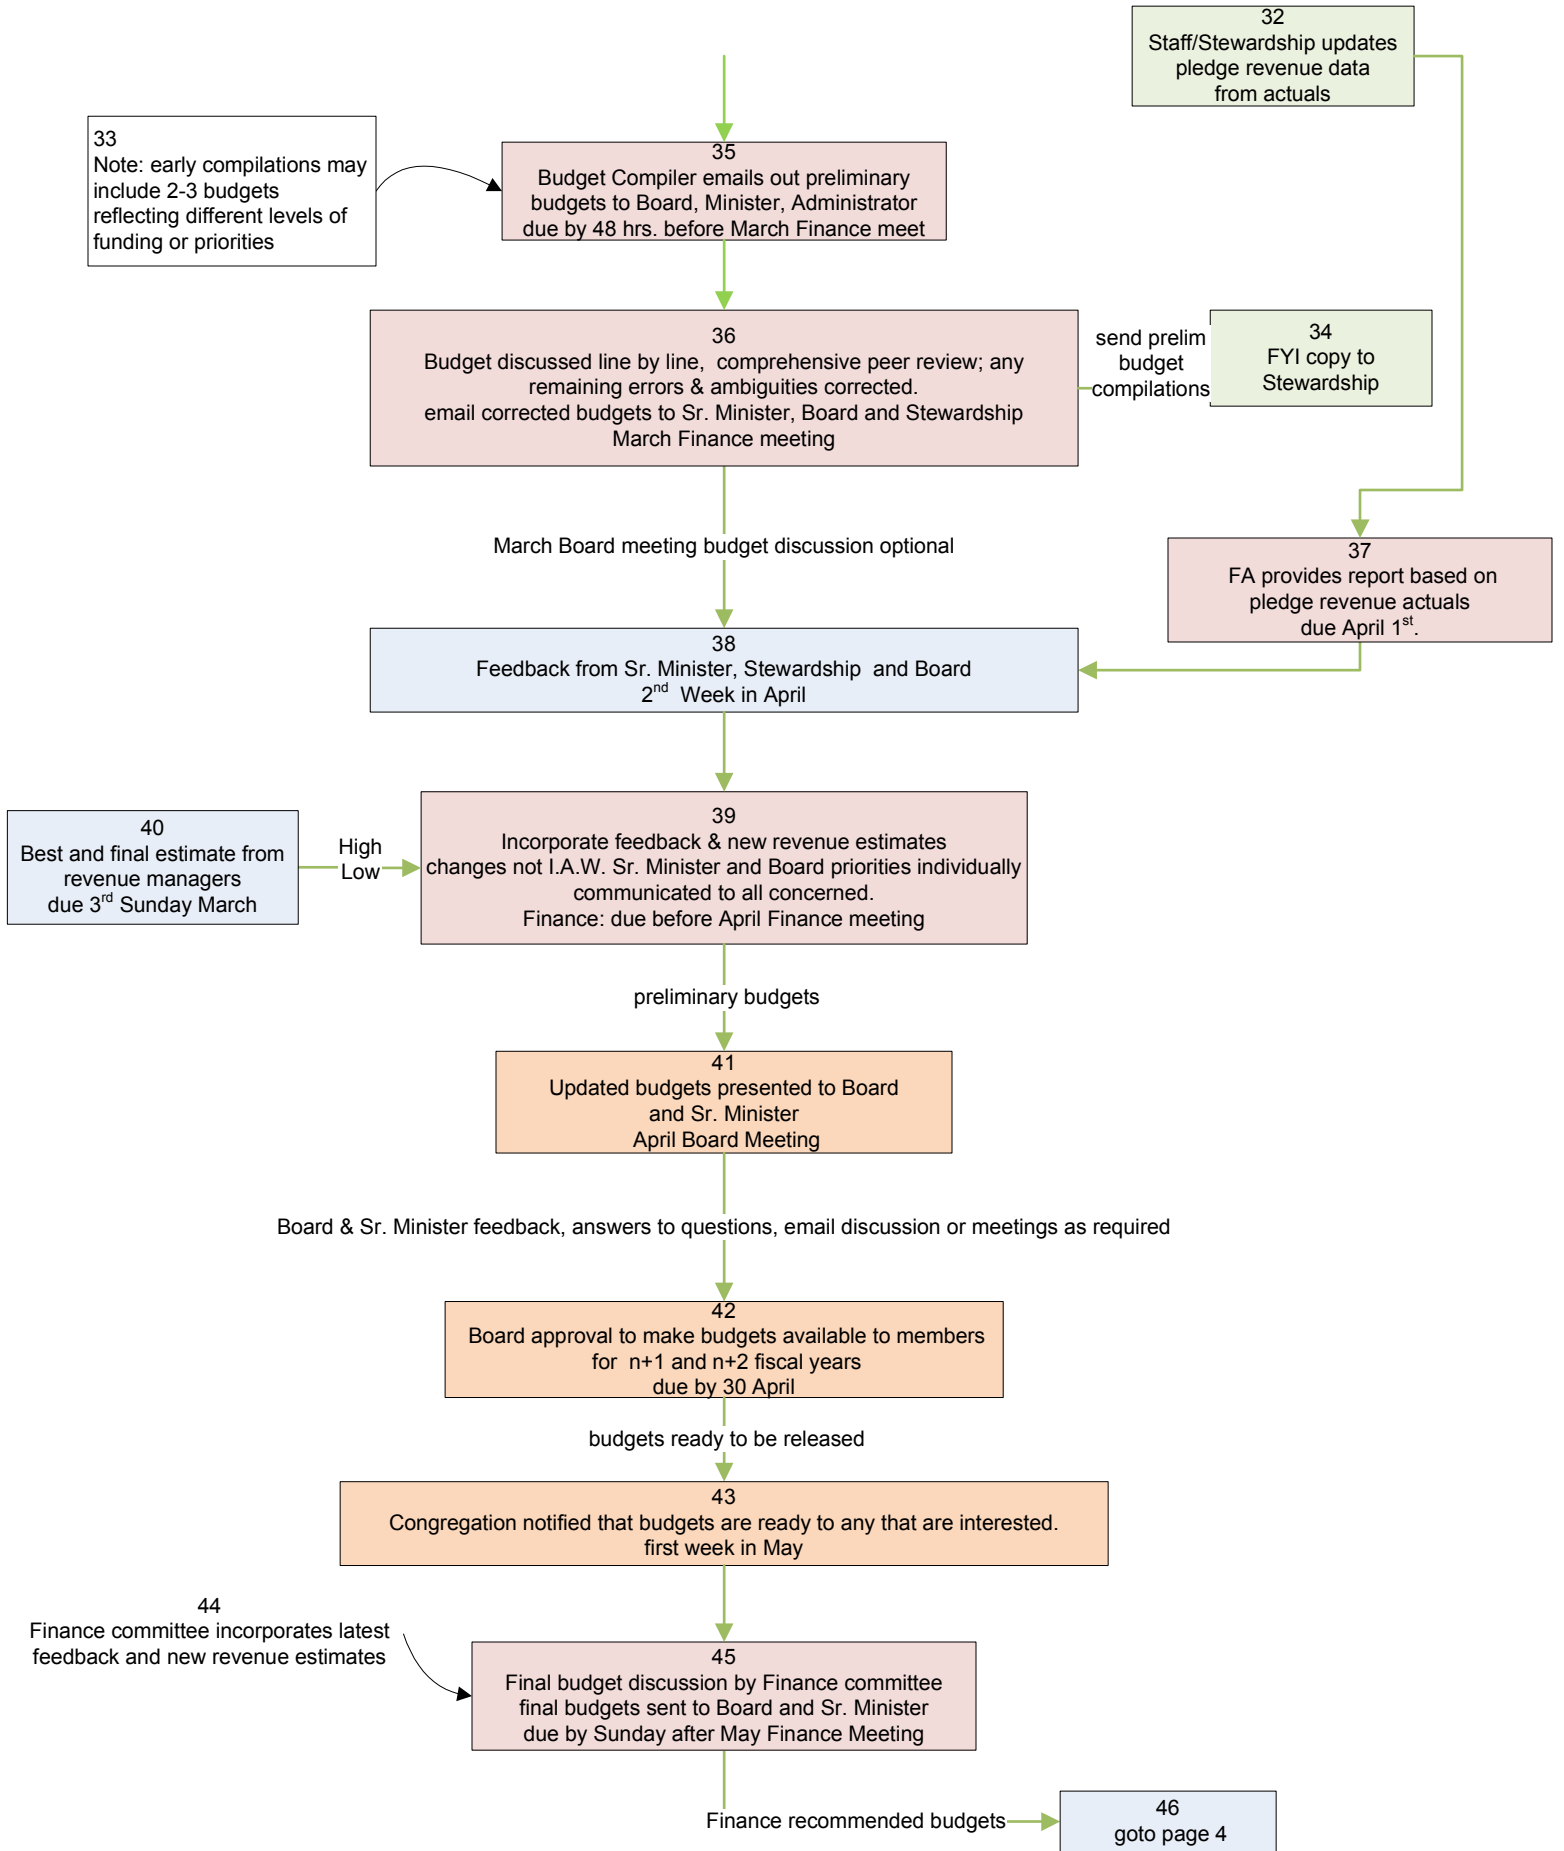 32
Staff/Stewardship updates
pledge revenue data
from actuals
33
Note: early compilations may
include 2-3 budgets
reflecting different levels of
funding or priorities
35
Budget Compiler emails out preliminary
budgets to Board, Minister, Administrator
due by 48 hrs. before March Finance meet
36
Budget discussed line by line,  comprehensive peer review; any
remaining errors & ambiguities corrected.
email corrected budgets to Sr. Minister, Board and Stewardship
March Finance meeting
send prelim
budget
compilations
34
FYI copy to
Stewardship
March Board meeting budget discussion optional
37
FA provides report based on
pledge revenue actuals
due April 1st.
38
Feedback from Sr. Minister, Stewardship  and Board
2nd  Week in April
40
Best and final estimate from
revenue managers
due 3rd Sunday March
High
Low
39
Incorporate feedback & new revenue estimates
changes not I.A.W. Sr. Minister and Board priorities individually
communicated to all concerned.
Finance: due before April Finance meeting
preliminary budgets
41
Updated budgets presented to Board
and Sr. Minister
April Board Meeting
Board & Sr. Minister feedback, answers to questions, email discussion or meetings as required
42
Board approval to make budgets available to members
for  n+1 and n+2 fiscal years
due by 30 April
budgets ready to be released
43
Congregation notified that budgets are ready to any that are interested.
first week in May
44
Finance committee incorporates latest
feedback and new revenue estimates
45
Final budget discussion by Finance committee
final budgets sent to Board and Sr. Minister
due by Sunday after May Finance Meeting
Finance recommended budgets
46
goto page 4